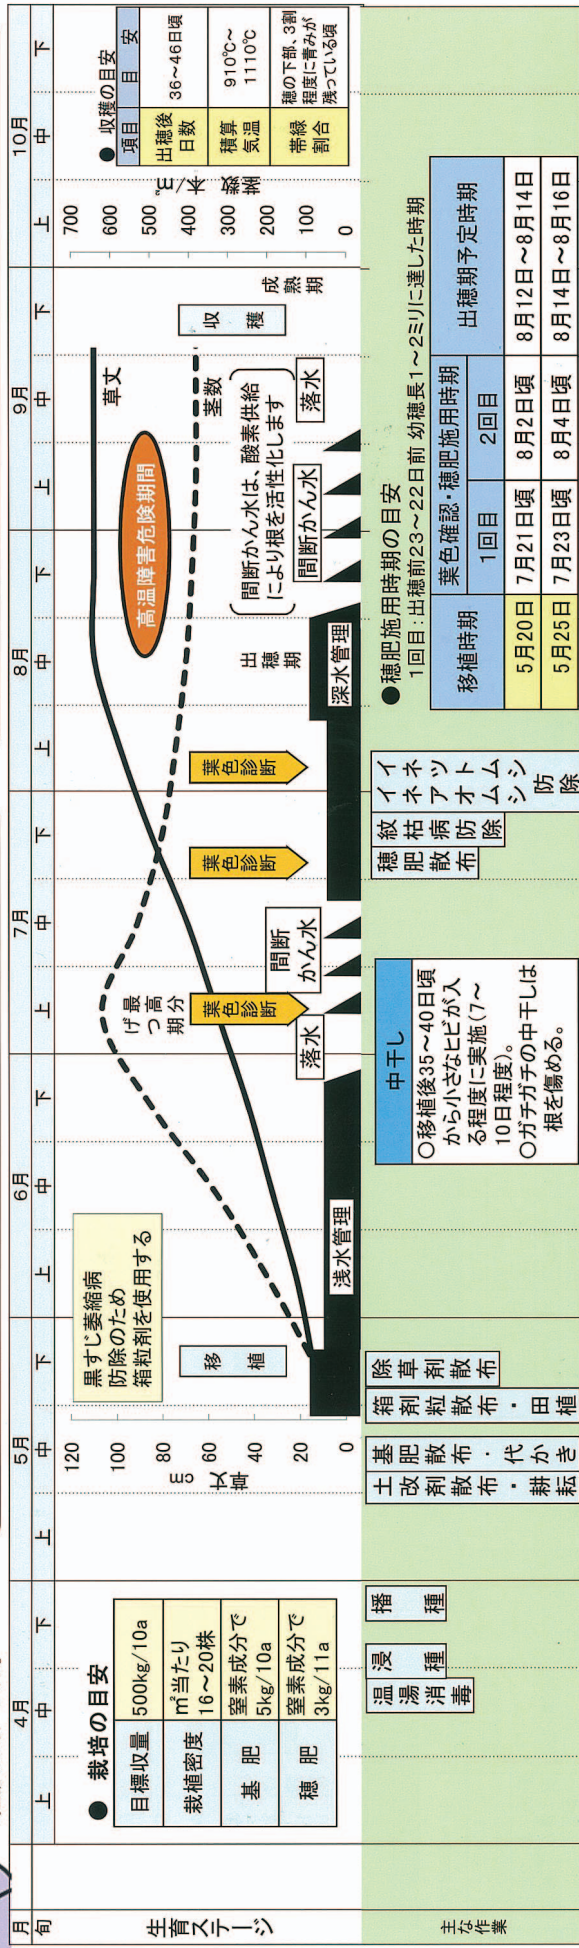 月
4月
5月
6月
7月
8月
9月
10月
旬
上
中
下
上
中
下
上
中
下
上
中
下
上
中
下
上
中
下
上
中
下
生育ステージ
● 栽培の目安
目標収量 500kg/10a
栽植密度 ㎡当たり
16～20株
基 肥 窒素成分で
5kg/10a
穂 肥 窒素成分で
3kg/11a
草丈 cm
120
100
80
60
40
20
0
黒すじ萎縮病
防除のため
箱粒剤を使用する
移植
浅水管理
最高分
げつ期
葉色診断
落水
間断
かん水
葉色診断
葉色診断
出穂期
深水管理
高温障害危険期間
間断かん水は、酸素供給
により根を活性化します
間断かん水
草丈
茎数
落水
収穫
成熟期
茎数 本/㎡
700
600
500
400
300
200
100
0
● 収穫の目安
項目 目 安
出穂後
日数
36～46日頃
積算
気温
910℃～
1110℃
帯緑
割合
穂の下部、3割
程度に青みが
残っている頃
主な作業
温湯消毒
浸種
播種
土改剤散布・耕耘
基肥散布・代かき
箱剤粒散布・田植
除草剤散布
中干し
○移植後35～40日頃
から小さなヒビが入
る程度に実施(7～
10日程度)。
○ガチガチの中干しは
根を傷める。
穂肥散布
紋枯病防除
イネツトムシ
イネアオムシ
防除
●穂肥施用時期の目安
1回目：出穂前23～22日前 幼穂長1～2ミリに達した時期
移植時期 葉色確認・穂肥施用時期 出穂期予定時期
1回目 2回目
5月20日 7月21日頃 8月2日頃 8月12日～8月14日
5月25日 7月23日頃 8月4日頃 8月14日～8月16日